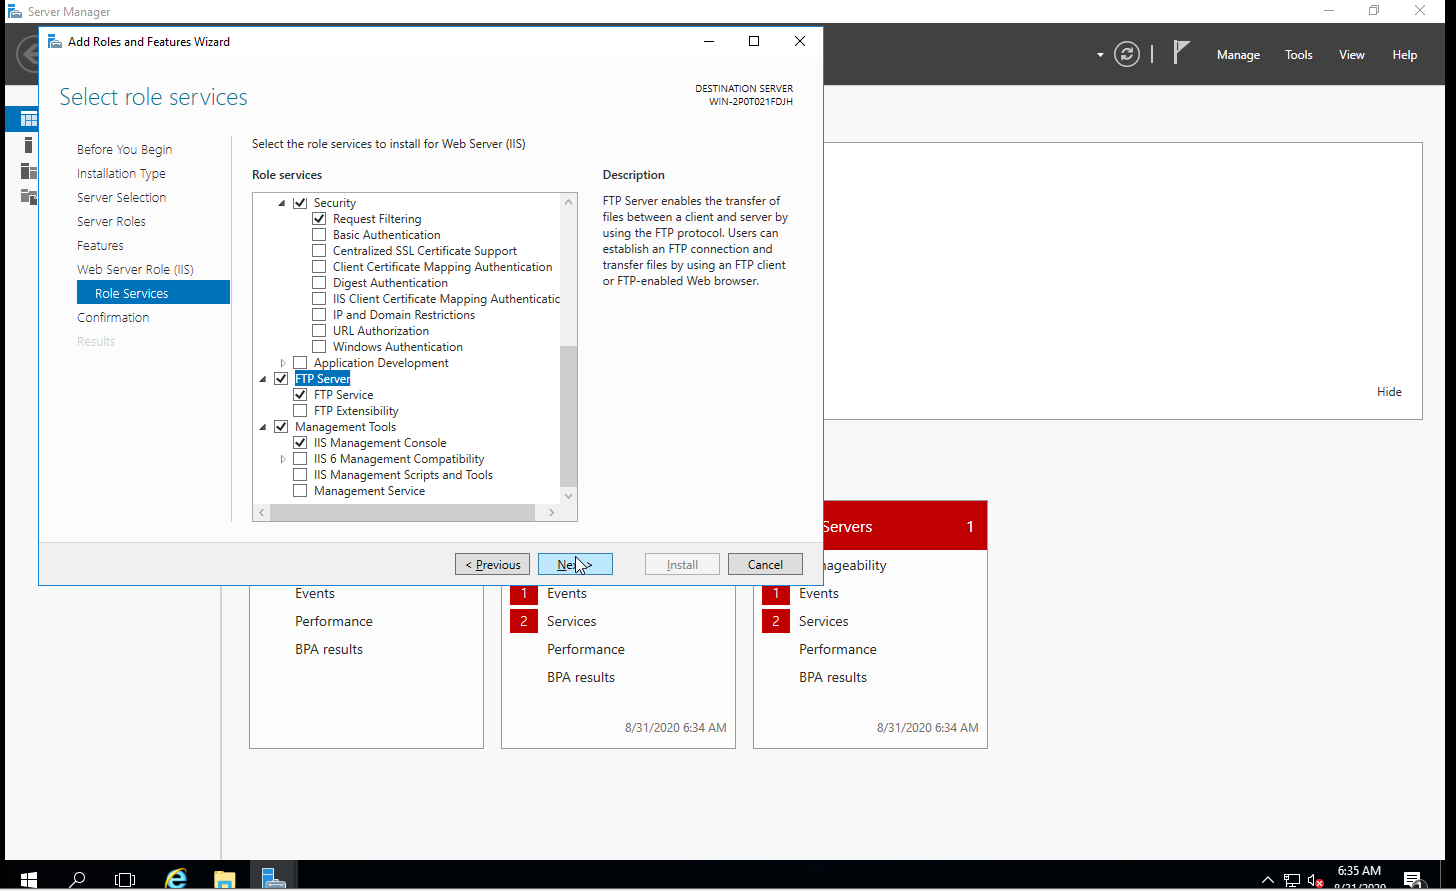 Server Manager
Add Roles and Features Wizard
Manage Tools View Help
Select role services
DESTINATION SERVER
WIN-2P0T021FDJH
Before You Begin
Installation Type
Server Selection
Server Roles
Features
Web Server Role (IIS)
Role Services
Confirmation
Results
Select the role services to install for Web Server (IIS)
Role services
Security
Request Filtering
Basic Authentication
Centralized SSL Certificate Support
Client Certificate Mapping Authentication
Digest Authentication
IIS Client Certificate Mapping Authenticatic
IP and Domain Restrictions
URL Authorization
Windows Authentication
Application Development
FTP Server
FTP Service
FTP Extensibility
Management Tools
IIS Management Console
IIS 6 Management Compatibility
IIS Management Scripts and Tools
Management Service
Description
FTP Server enables the transfer of
files between a client and server by
using the FTP protocol. Users can
establish an FTP connection and
transfer files by using an FTP client
or FTP-enabled Web browser.
Hide
< Previous
Next >
Install
Cancel
Events
Performance
BPA results
1 Events
2 Services
Performance
BPA results
8/31/2020 6:34 AM
Servers 1
nageability
1 Events
2 Services
Performance
BPA results
8/31/2020 6:34 AM
6:35 AM
8/31/2020
1